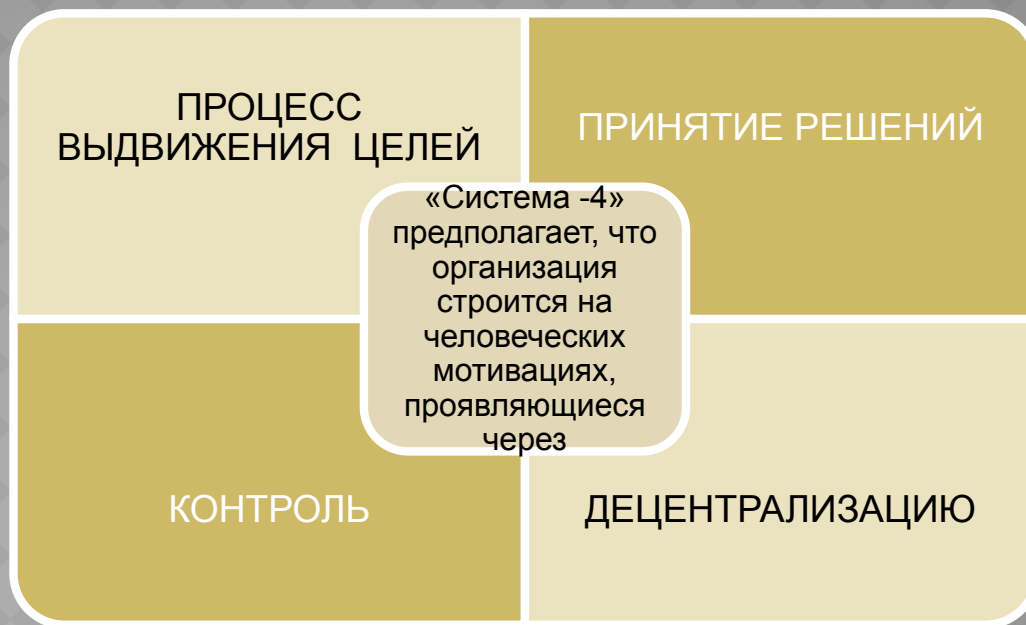 ПРОЦЕСС
ВЫДВИЖЕНИЯ ЦЕЛЕЙ
ПРИНЯТИЕ РЕШЕНИЙ
«Система -4»
предполагает, что
организация
строится на
человеческих
мотивациях,
проявляющиеся
через
КОНТРОЛЬ
ДЕЦЕНТРАЛИЗАЦИЮ